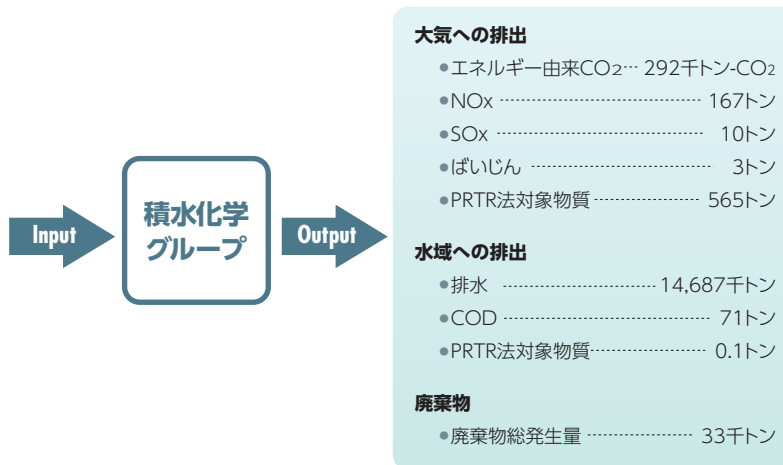 Input
積水化学
グループ
Output
大気への排出
●エネルギー由来CO2… 292千トン-CO2
●NOx ………………………… 167トン
●SOx ………………………… 10トン
●ばいじん …………………… 3トン
●PRTR法対象物質 …………… 565トン
水域への排出
●排水 ………………… 14,687千トン
●COD ………………………… 71トン
●PRTR法対象物質…………… 0.1トン
廃棄物
●廃棄物総発生量 …………… 33千トン